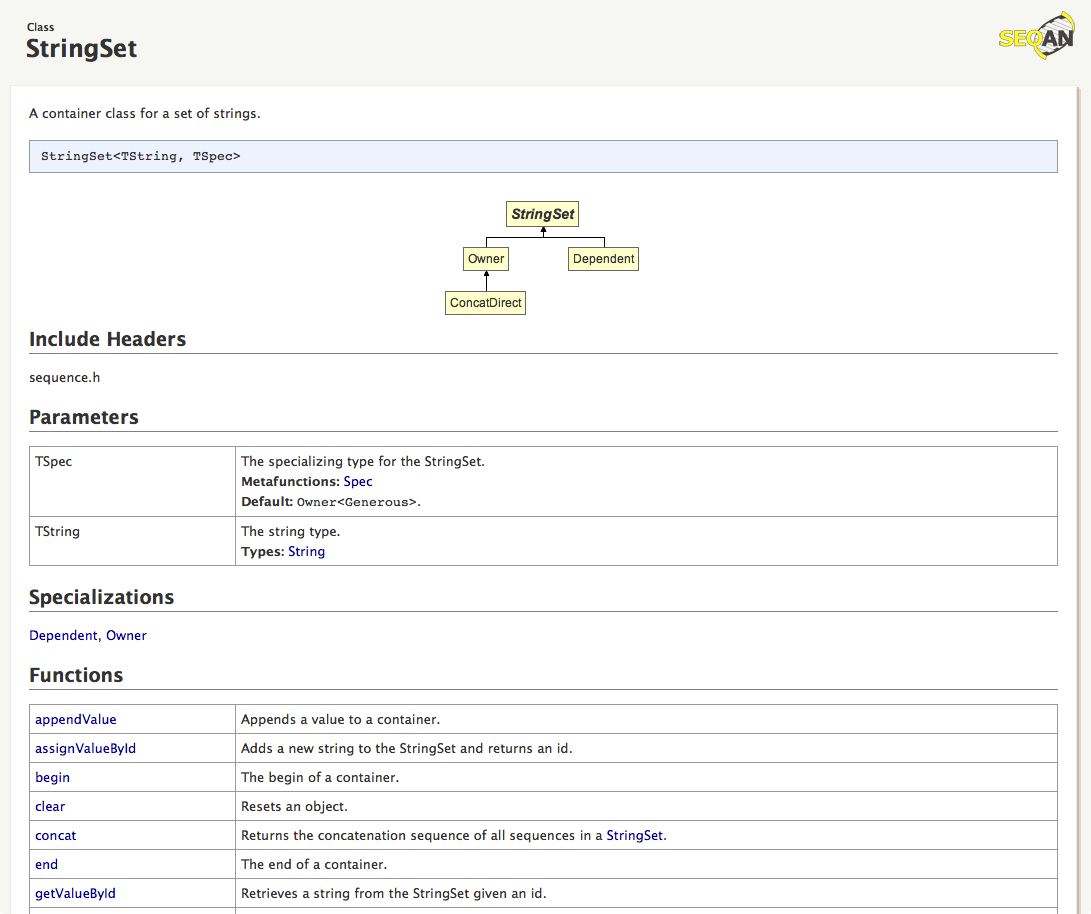 Class
StringSet
SEQAN
A container class for a set of strings.
StringSet<TString, TSpec>
StringSet
Owner Dependent
ConcatDirect
Include Headers
sequence.h
Parameters
TSpec The specializing type for the StringSet.
Metafunctions: Spec
Default: Owner<Generous>.
TString The string type.
Types: String
Specializations
Dependent, Owner
Functions
appendValue Appends a value to a container.
assignValueById Adds a new string to the StringSet and returns an id.
begin The begin of a container.
clear Resets an object.
concat Returns the concatenation sequence of all sequences in a StringSet.
end The end of a container.
getValueById Retrieves a string from the StringSet given an id.